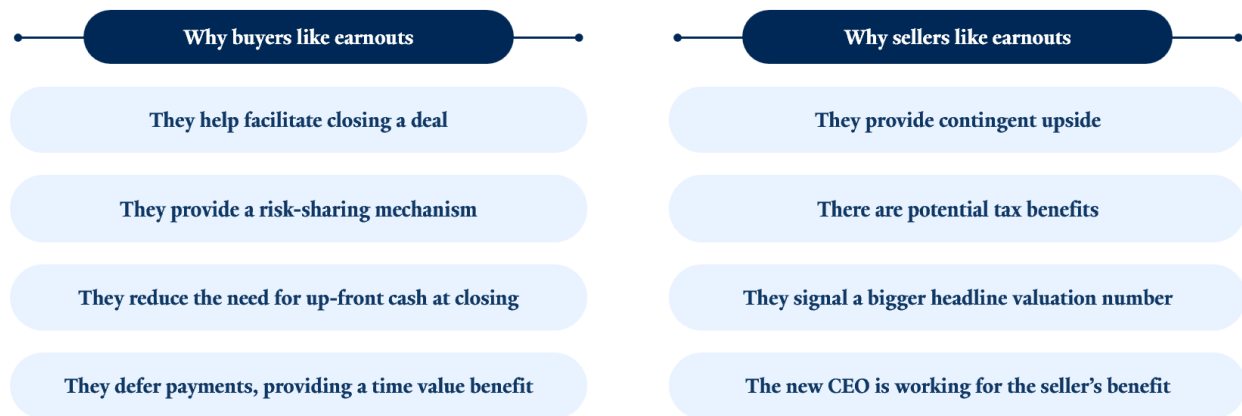 Why buyers like earnouts
They help facilitate closing a deal
They provide a risk-sharing mechanism
They reduce the need for up-front cash at closing
They defer payments, providing a time value benefit
Why sellers like earnouts
They provide contingent upside
There are potential tax benefits
They signal a bigger headline valuation number
The new CEO is working for the seller’s benefit